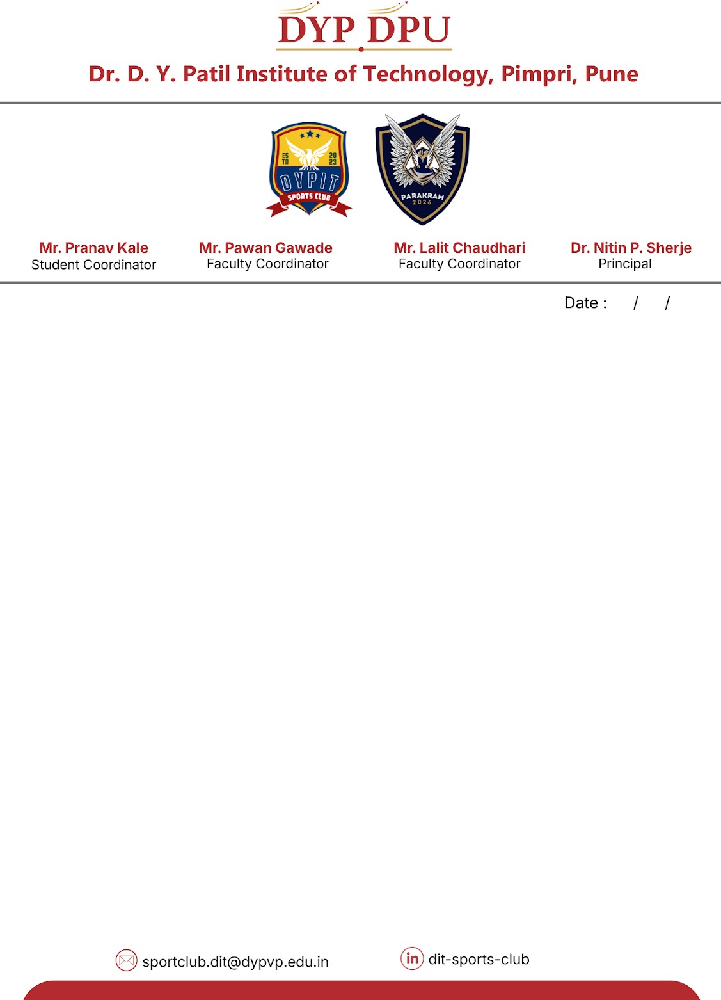 DYP DPU
Dr. D. Y. Patil Institute of Technology, Pimpri, Pune
ES
TD
20
23
DYPIT
SPORTS CLUB
PARAKRAM
2026
Mr. Pranav Kale
Student Coordinator
Mr. Pawan Gawade
Faculty Coordinator
Mr. Lalit Chaudhari
Faculty Coordinator
Dr. Nitin P. Sherje
Principal
Date : / /
sportclub.dit@dypvp.edu.in
in dit-sports-club